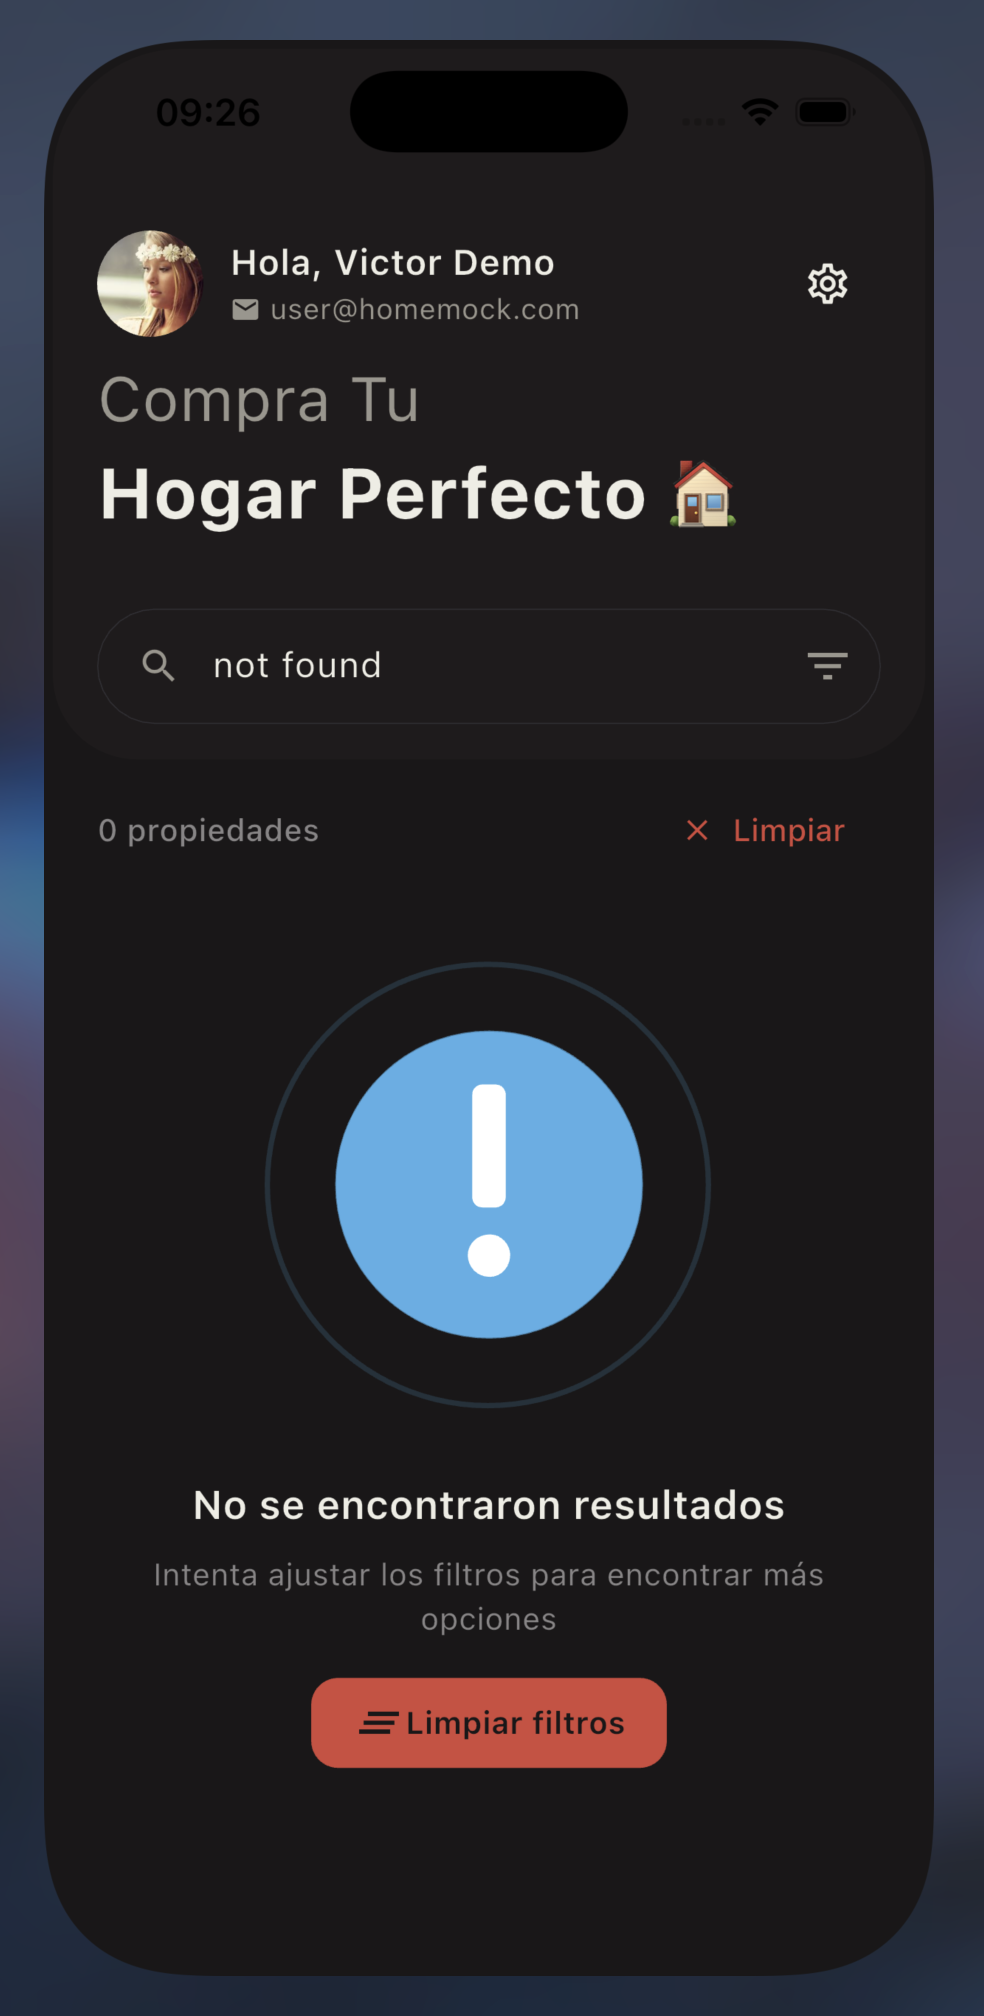 09:26
Hola, Victor Demo
user@homemock.com
Compra Tu
Hogar Perfecto 🏠
not found
0 propiedades
Limpiar
No se encontraron resultados
Intenta ajustar los filtros para encontrar más
opciones
Limpiar filtros